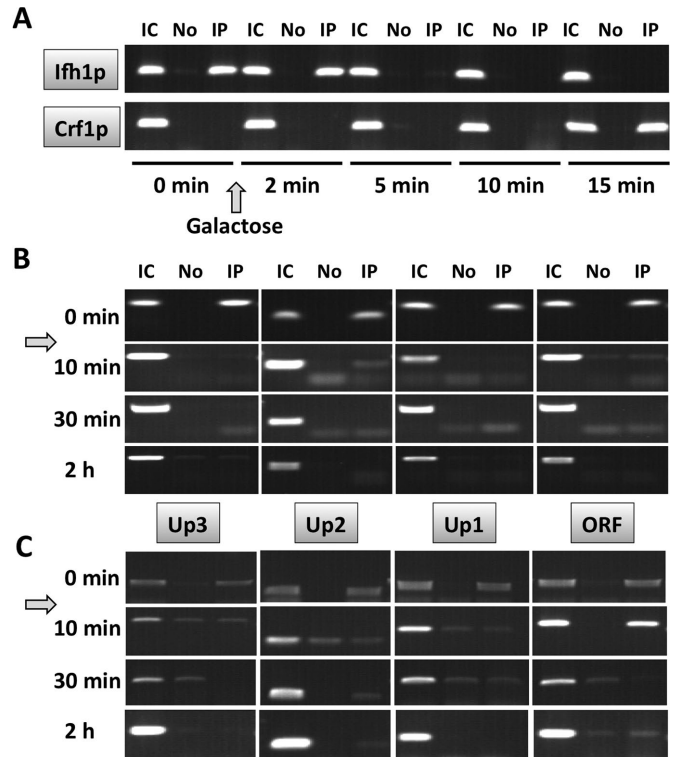 A
IC No IP IC No IP IC No IP IC No IP IC No IP
Ifh1p
Crf1p
0 min 2 min 5 min 10 min 15 min
Galactose
B
IC No IP IC No IP IC No IP IC No IP
0 min
10 min
30 min
2 h
Up3 Up2 Up1 ORF
C
0 min
10 min
30 min
2 h